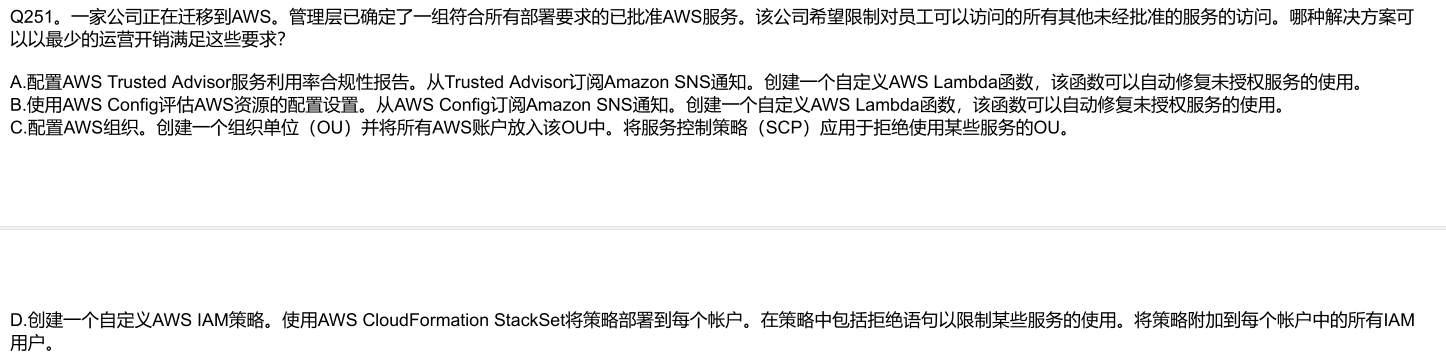 Q251。一家公司正在迁移到AWS。管理层已确定了一组符合所有部署要求的已批准AWS服务。该公司希望限制对员工可以访问的所有其他未经批准的服务的访问。哪种解决方案可
以以最少的运营开销满足这些要求？
A.配置AWS Trusted Advisor服务利用率合规性报告。从Trusted Advisor订阅Amazon SNS通知。创建一个自定义AWS Lambda函数，该函数可以自动修复未授权服务的使用。
B.使用AWS Config评估AWS资源的配置设置。从AWS Config订阅Amazon SNS通知。创建一个自定义AWS Lambda函数，该函数可以自动修复未授权服务的使用。
C.配置AWS组织。创建一个组织单位（OU）并将所有AWS账户放入该OU中。将服务控制策略（SCP）应用于拒绝使用某些服务的OU。
D.创建一个自定义AWS IAM策略。使用AWS CloudFormation StackSet将策略部署到每个帐户。在策略中包括拒绝语句以限制某些服务的使用。将策略附加到每个帐户中的所有IAM
用户。